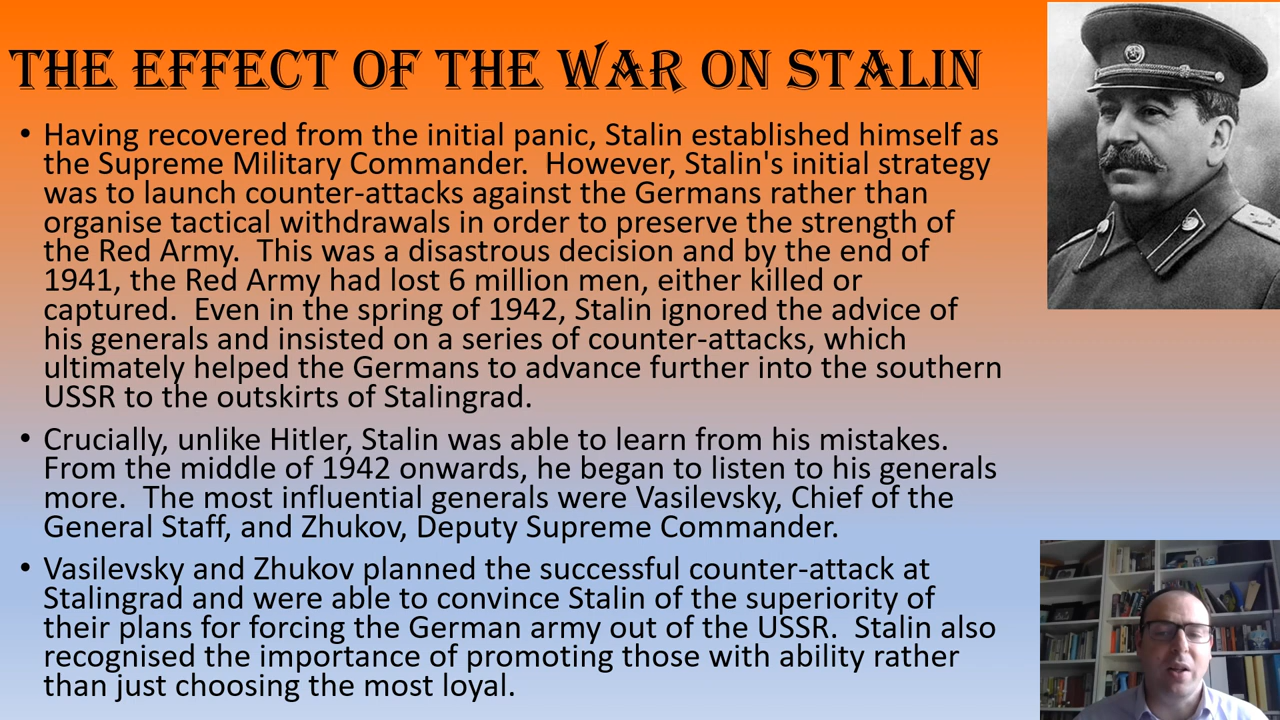 THE EFFECT OF THE WAR ON STALIN
• Having recovered from the initial panic, Stalin established himself as
the Supreme Military Commander.  However, Stalin's initial strategy
was to launch counter-attacks against the Germans rather than
organise tactical withdrawals in order to preserve the strength of
the Red Army.  This was a disastrous decision and by the end of
1941, the Red Army had lost 6 million men, either killed or
captured.  Even in the spring of 1942, Stalin ignored the advice of
his generals and insisted on a series of counter-attacks, which
ultimately helped the Germans to advance further into the southern
USSR to the outskirts of Stalingrad.
• Crucially, unlike Hitler, Stalin was able to learn from his mistakes.
From the middle of 1942 onwards, he began to listen to his generals
more.  The most influential generals were Vasilevsky, Chief of the
General Staff, and Zhukov, Deputy Supreme Commander.
• Vasilevsky and Zhukov planned the successful counter-attack at
Stalingrad and were able to convince Stalin of the superiority of
their plans for forcing the German army out of the USSR.  Stalin also
recognised the importance of promoting those with ability rather
than just choosing the most loyal.